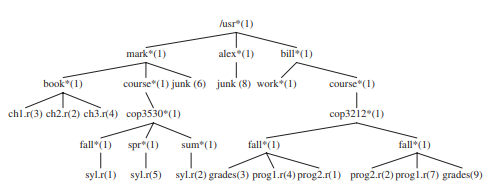 /usr*(1)
mark*(1) alex*(1) bill*(1)
book*(1) course*(1) junk (6) junk (8) work*(1) course*(1)
ch1.r(3) ch2.r(2) ch3.r(4) cop3530*(1) cop3212*(1)
fall*(1) spr*(1) sum*(1) fall*(1) fall*(1)
syl.r(1) syl.r(5) syl.r(2) grades(3) prog1.r(4) prog2.r(1) prog2.r(2) prog1.r(7) grades(9)